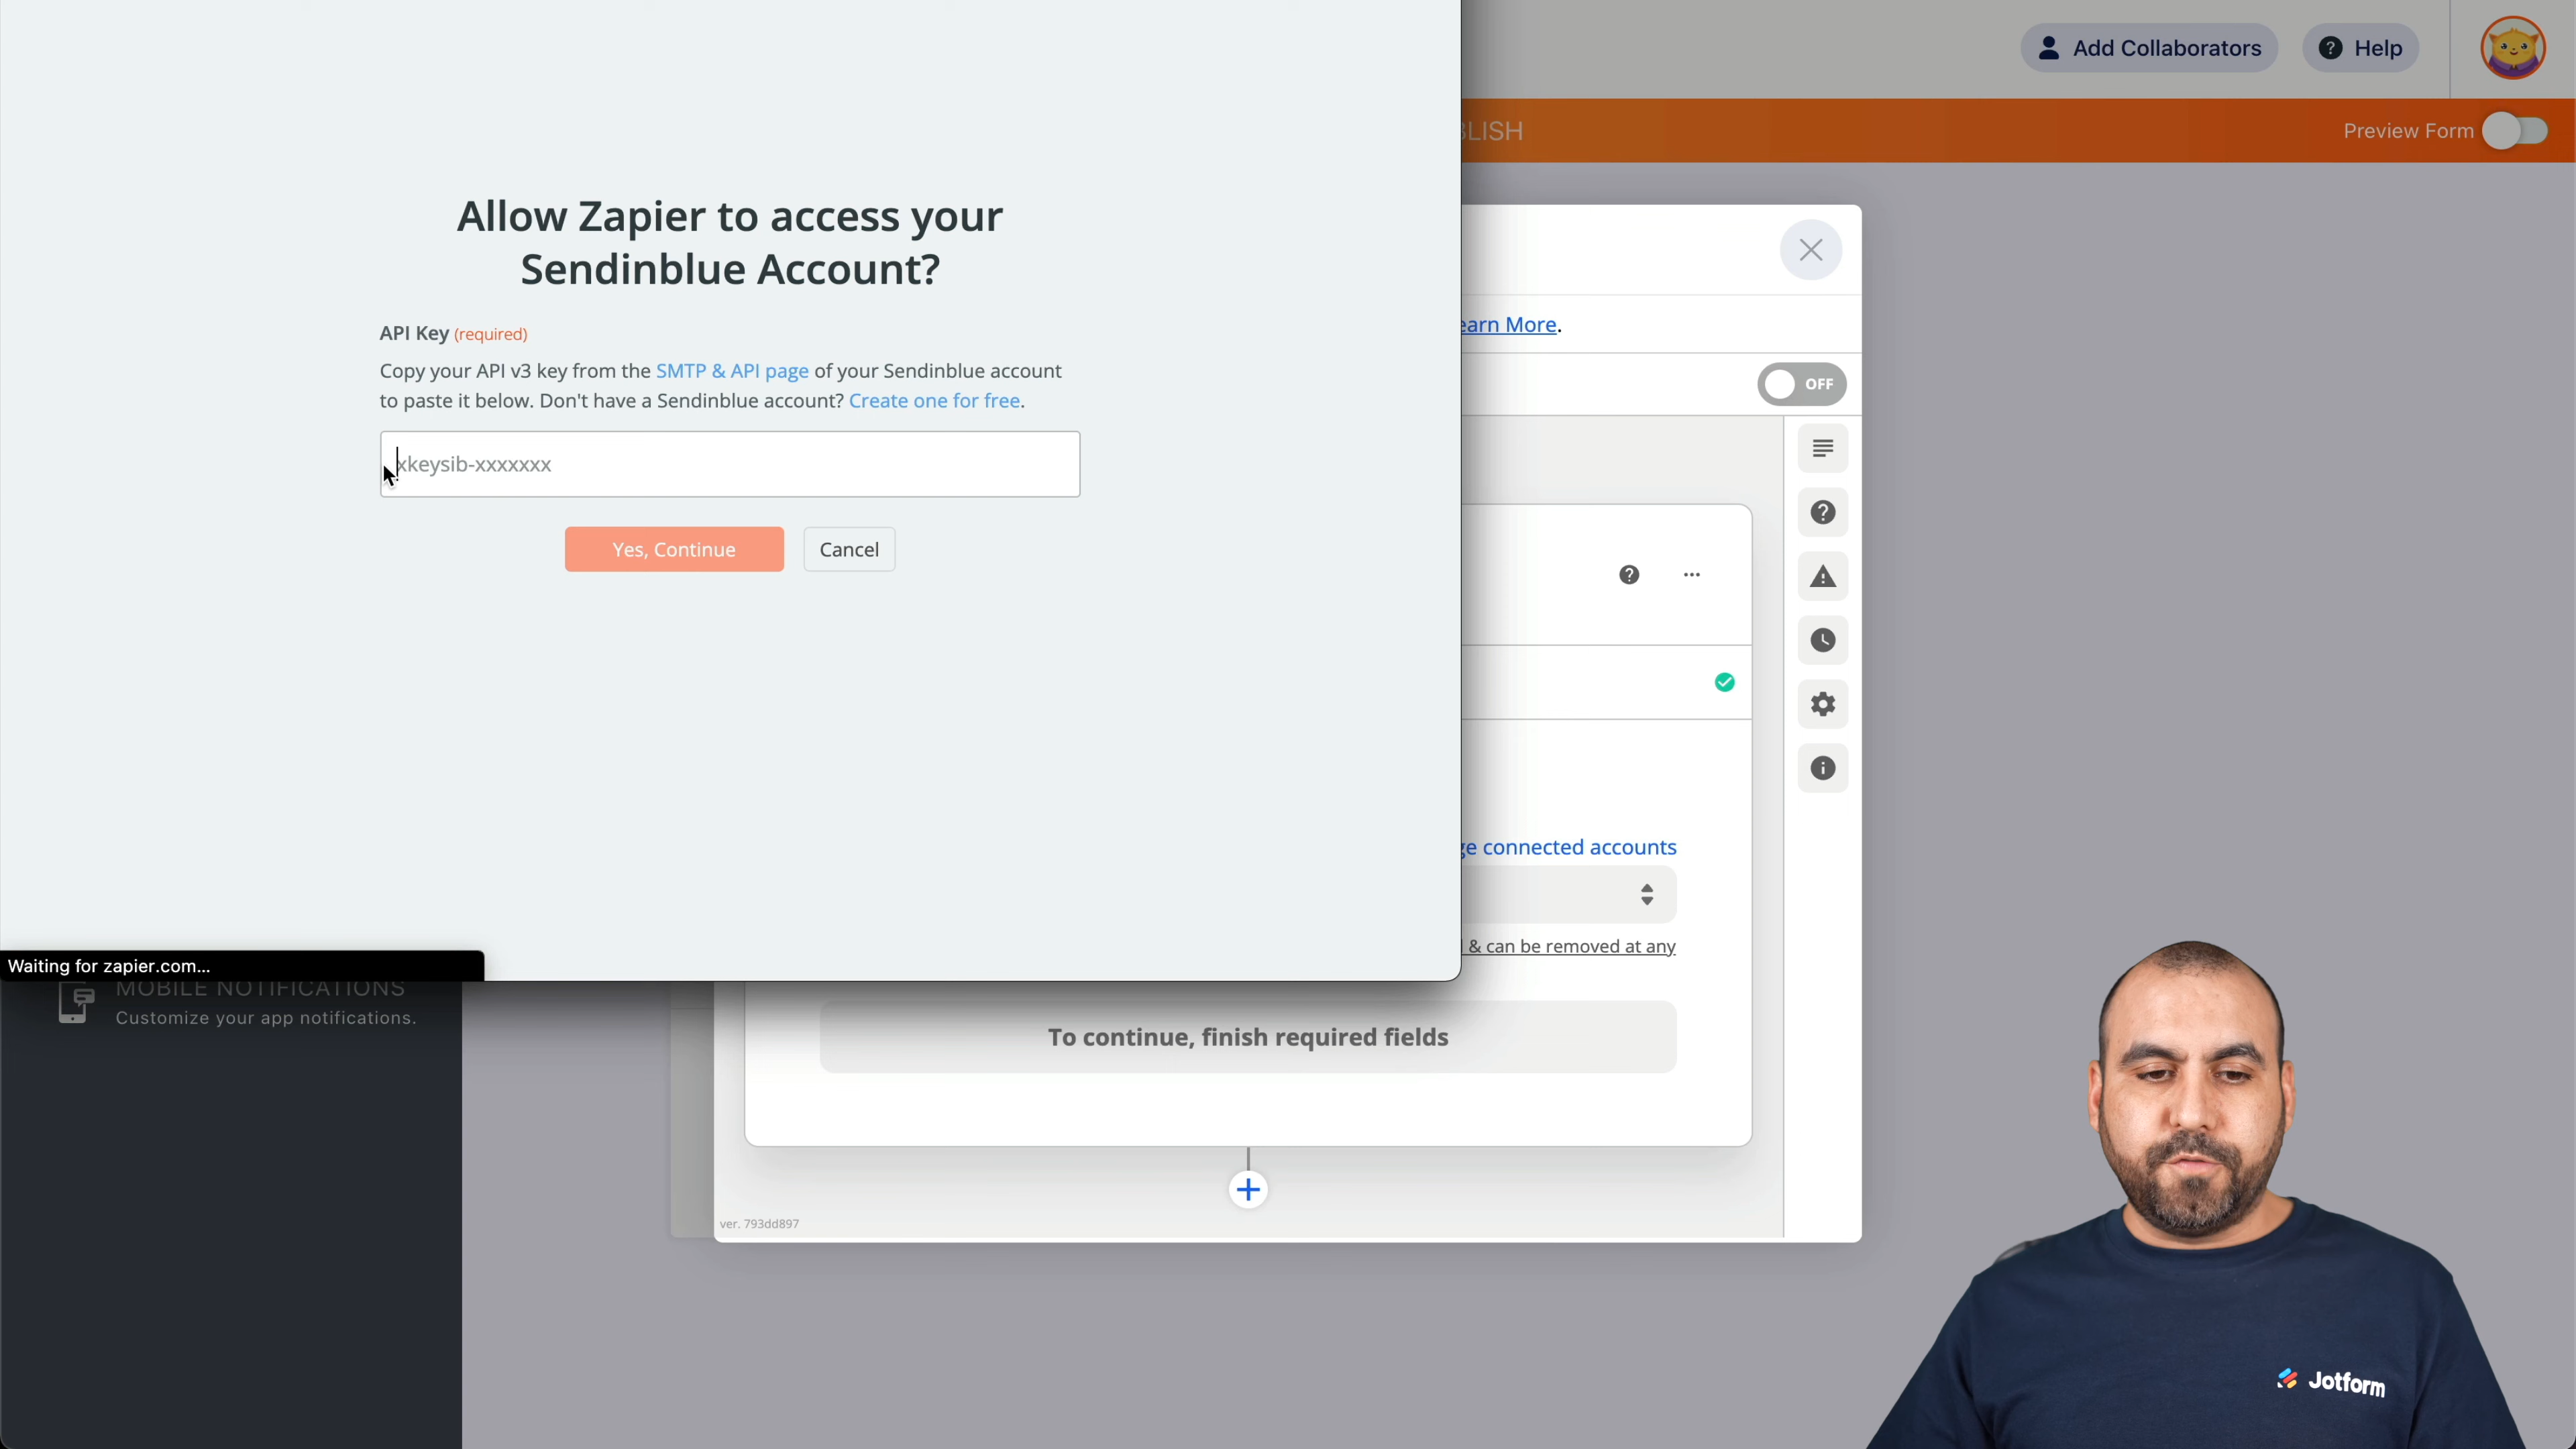 Add Collaborators
Help
BLISH
Preview Form
Allow Zapier to access your
Sendinblue Account?
API Key (required)
Copy your API v3 key from the SMTP & API page of your Sendinblue account
to paste it below. Don't have a Sendinblue account? Create one for free.
xkeysib-xxxxxxx
Yes, Continue
Cancel
earn More.
OFF
ge connected accounts
& can be removed at any
Waiting for zapier.com...
MOBILE NOTIFICATIONS
Customize your app notifications.
To continue, finish required fields
ver. 793dd897
Jotform